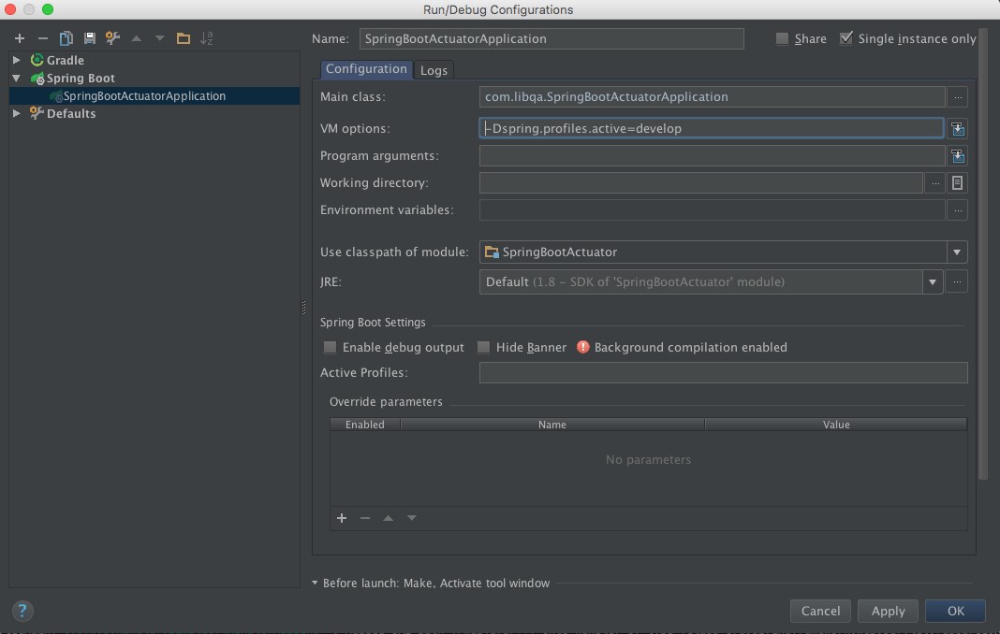 Run/Debug Configurations
Name: SpringBootActuatorApplication Share Single instance only
Gradle
Spring Boot
SpringBootActuatorApplication
Defaults
Configuration Logs
Main class: com.libqa.SpringBootActuatorApplication ...
VM options: -Dspring.profiles.active=develop
Program arguments:
Working directory: ...
Environment variables: ...
Use classpath of module: SpringBootActuator
JRE: Default (1.8 – SDK of 'SpringBootActuator' module) ...
Spring Boot Settings
Enable debug output Hide Banner Background compilation enabled
Active Profiles:
Override parameters
Enabled Name Value
No parameters
Before launch: Make, Activate tool window
? Cancel Apply OK